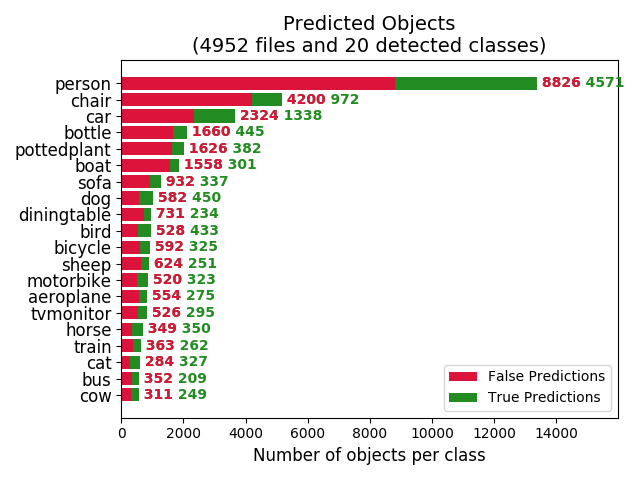 Predicted Objects
(4952 files and 20 detected classes)
person 8826 4571
chair 4200 972
car 2324 1338
bottle 1660 445
pottedplant 1626 382
boat 1558 301
sofa 932 337
dog 582 450
diningtable 731 234
bird 528 433
bicycle 592 325
sheep 624 251
motorbike 520 323
aeroplane 554 275
tvmonitor 526 295
horse 349 350
train 363 262
cat 284 327
bus 352 209
cow 311 249
False Predictions
True Predictions
0 2000 4000 6000 8000 10000 12000 14000
Number of objects per class